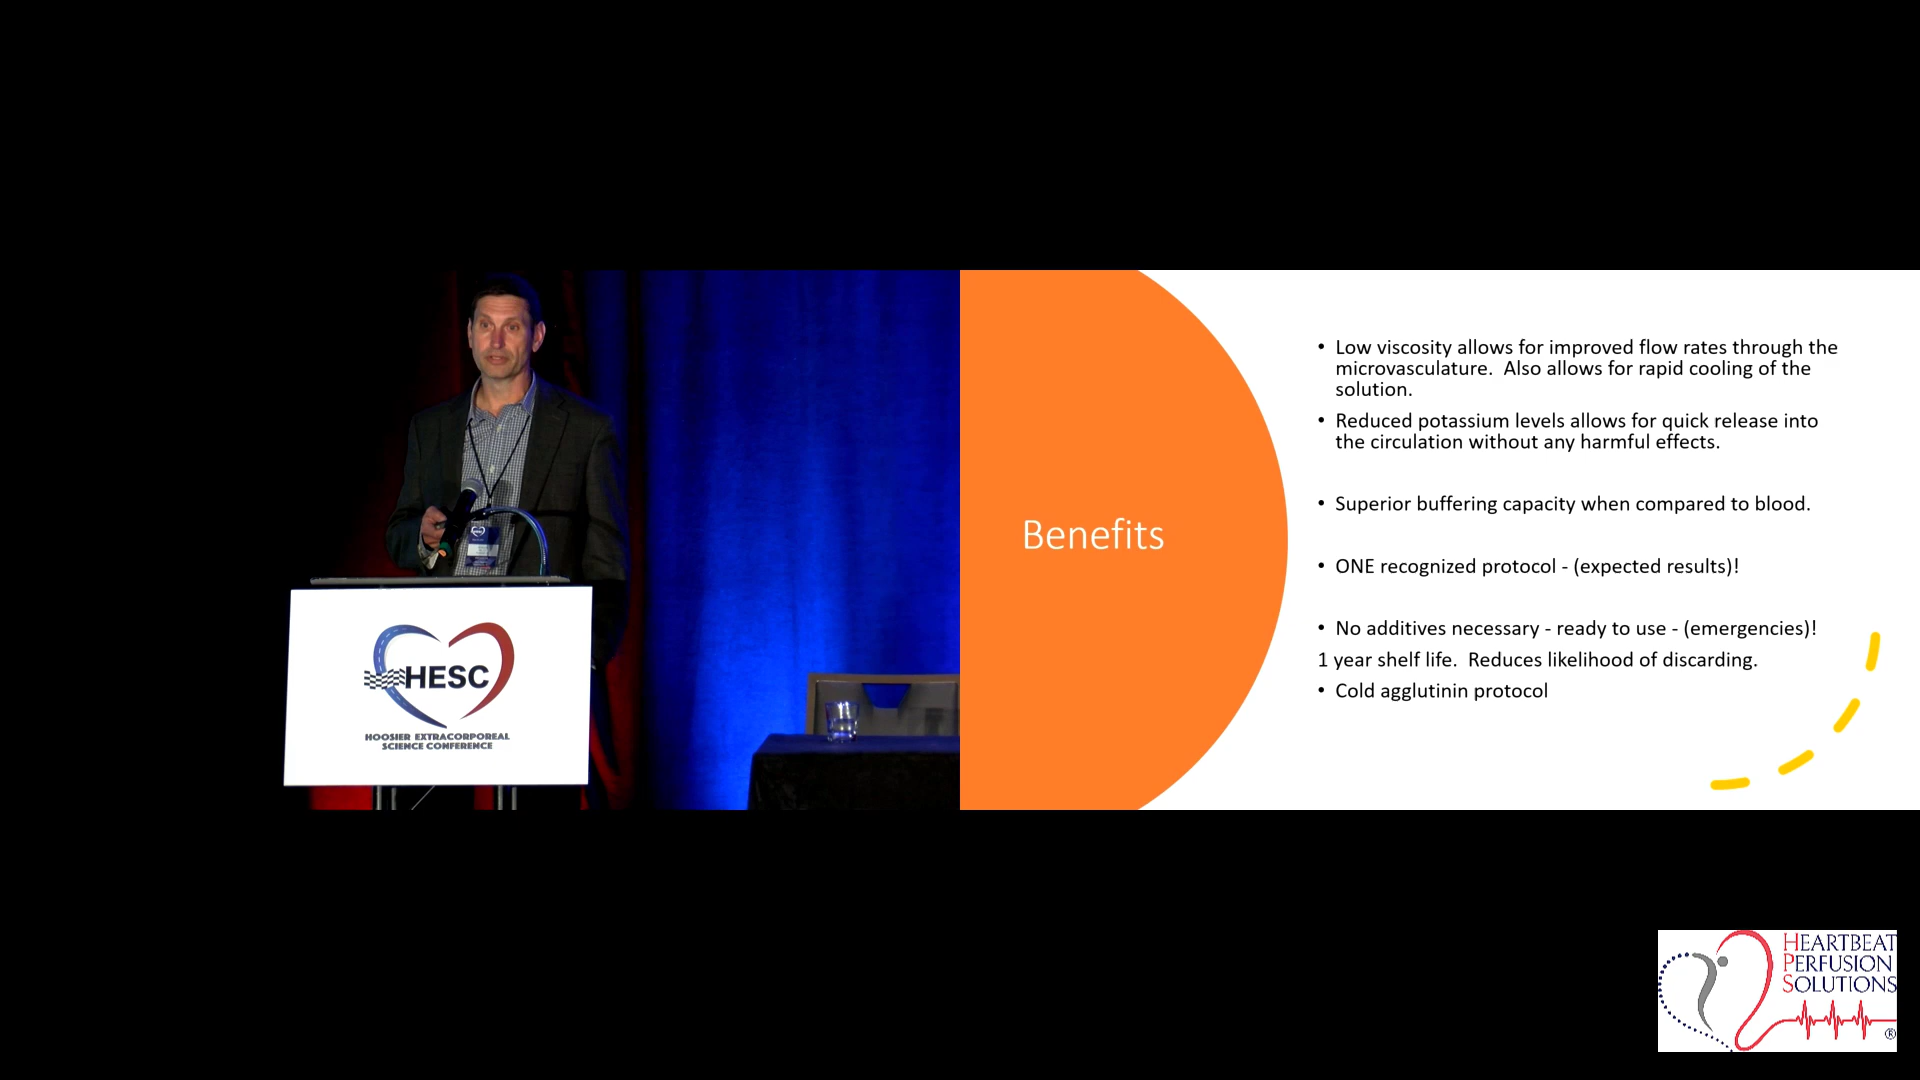 HESC
HOOSIER EXTRACORPOREAL
SCIENCE CONFERENCE
Benefits
• Low viscosity allows for improved flow rates through the
microvasculature.  Also allows for rapid cooling of the
solution.
• Reduced potassium levels allows for quick release into
the circulation without any harmful effects.
• Superior buffering capacity when compared to blood.
• ONE recognized protocol - (expected results)!
• No additives necessary - ready to use - (emergencies)!
1 year shelf life.  Reduces likelihood of discarding.
• Cold agglutinin protocol
HEARTBEAT
PERFUSION
SOLUTIONS
®